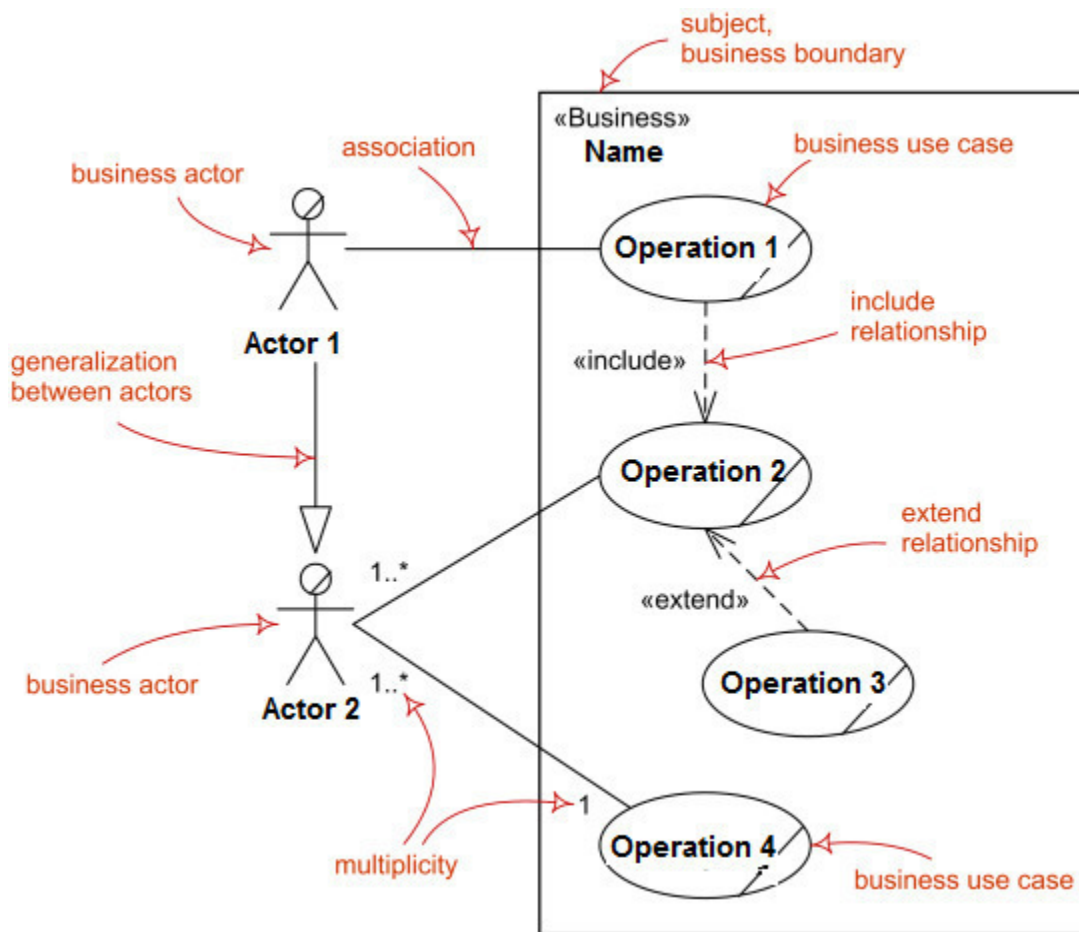 subject,
business boundary
«Business»
Name
business use case
association
business actor
Operation 1
include
relationship
Actor 1
«include»
generalization
between actors
Operation 2
extend
relationship
1..*
«extend»
business actor
1..*
Operation 3
Actor 2
1
Operation 4
multiplicity
business use case